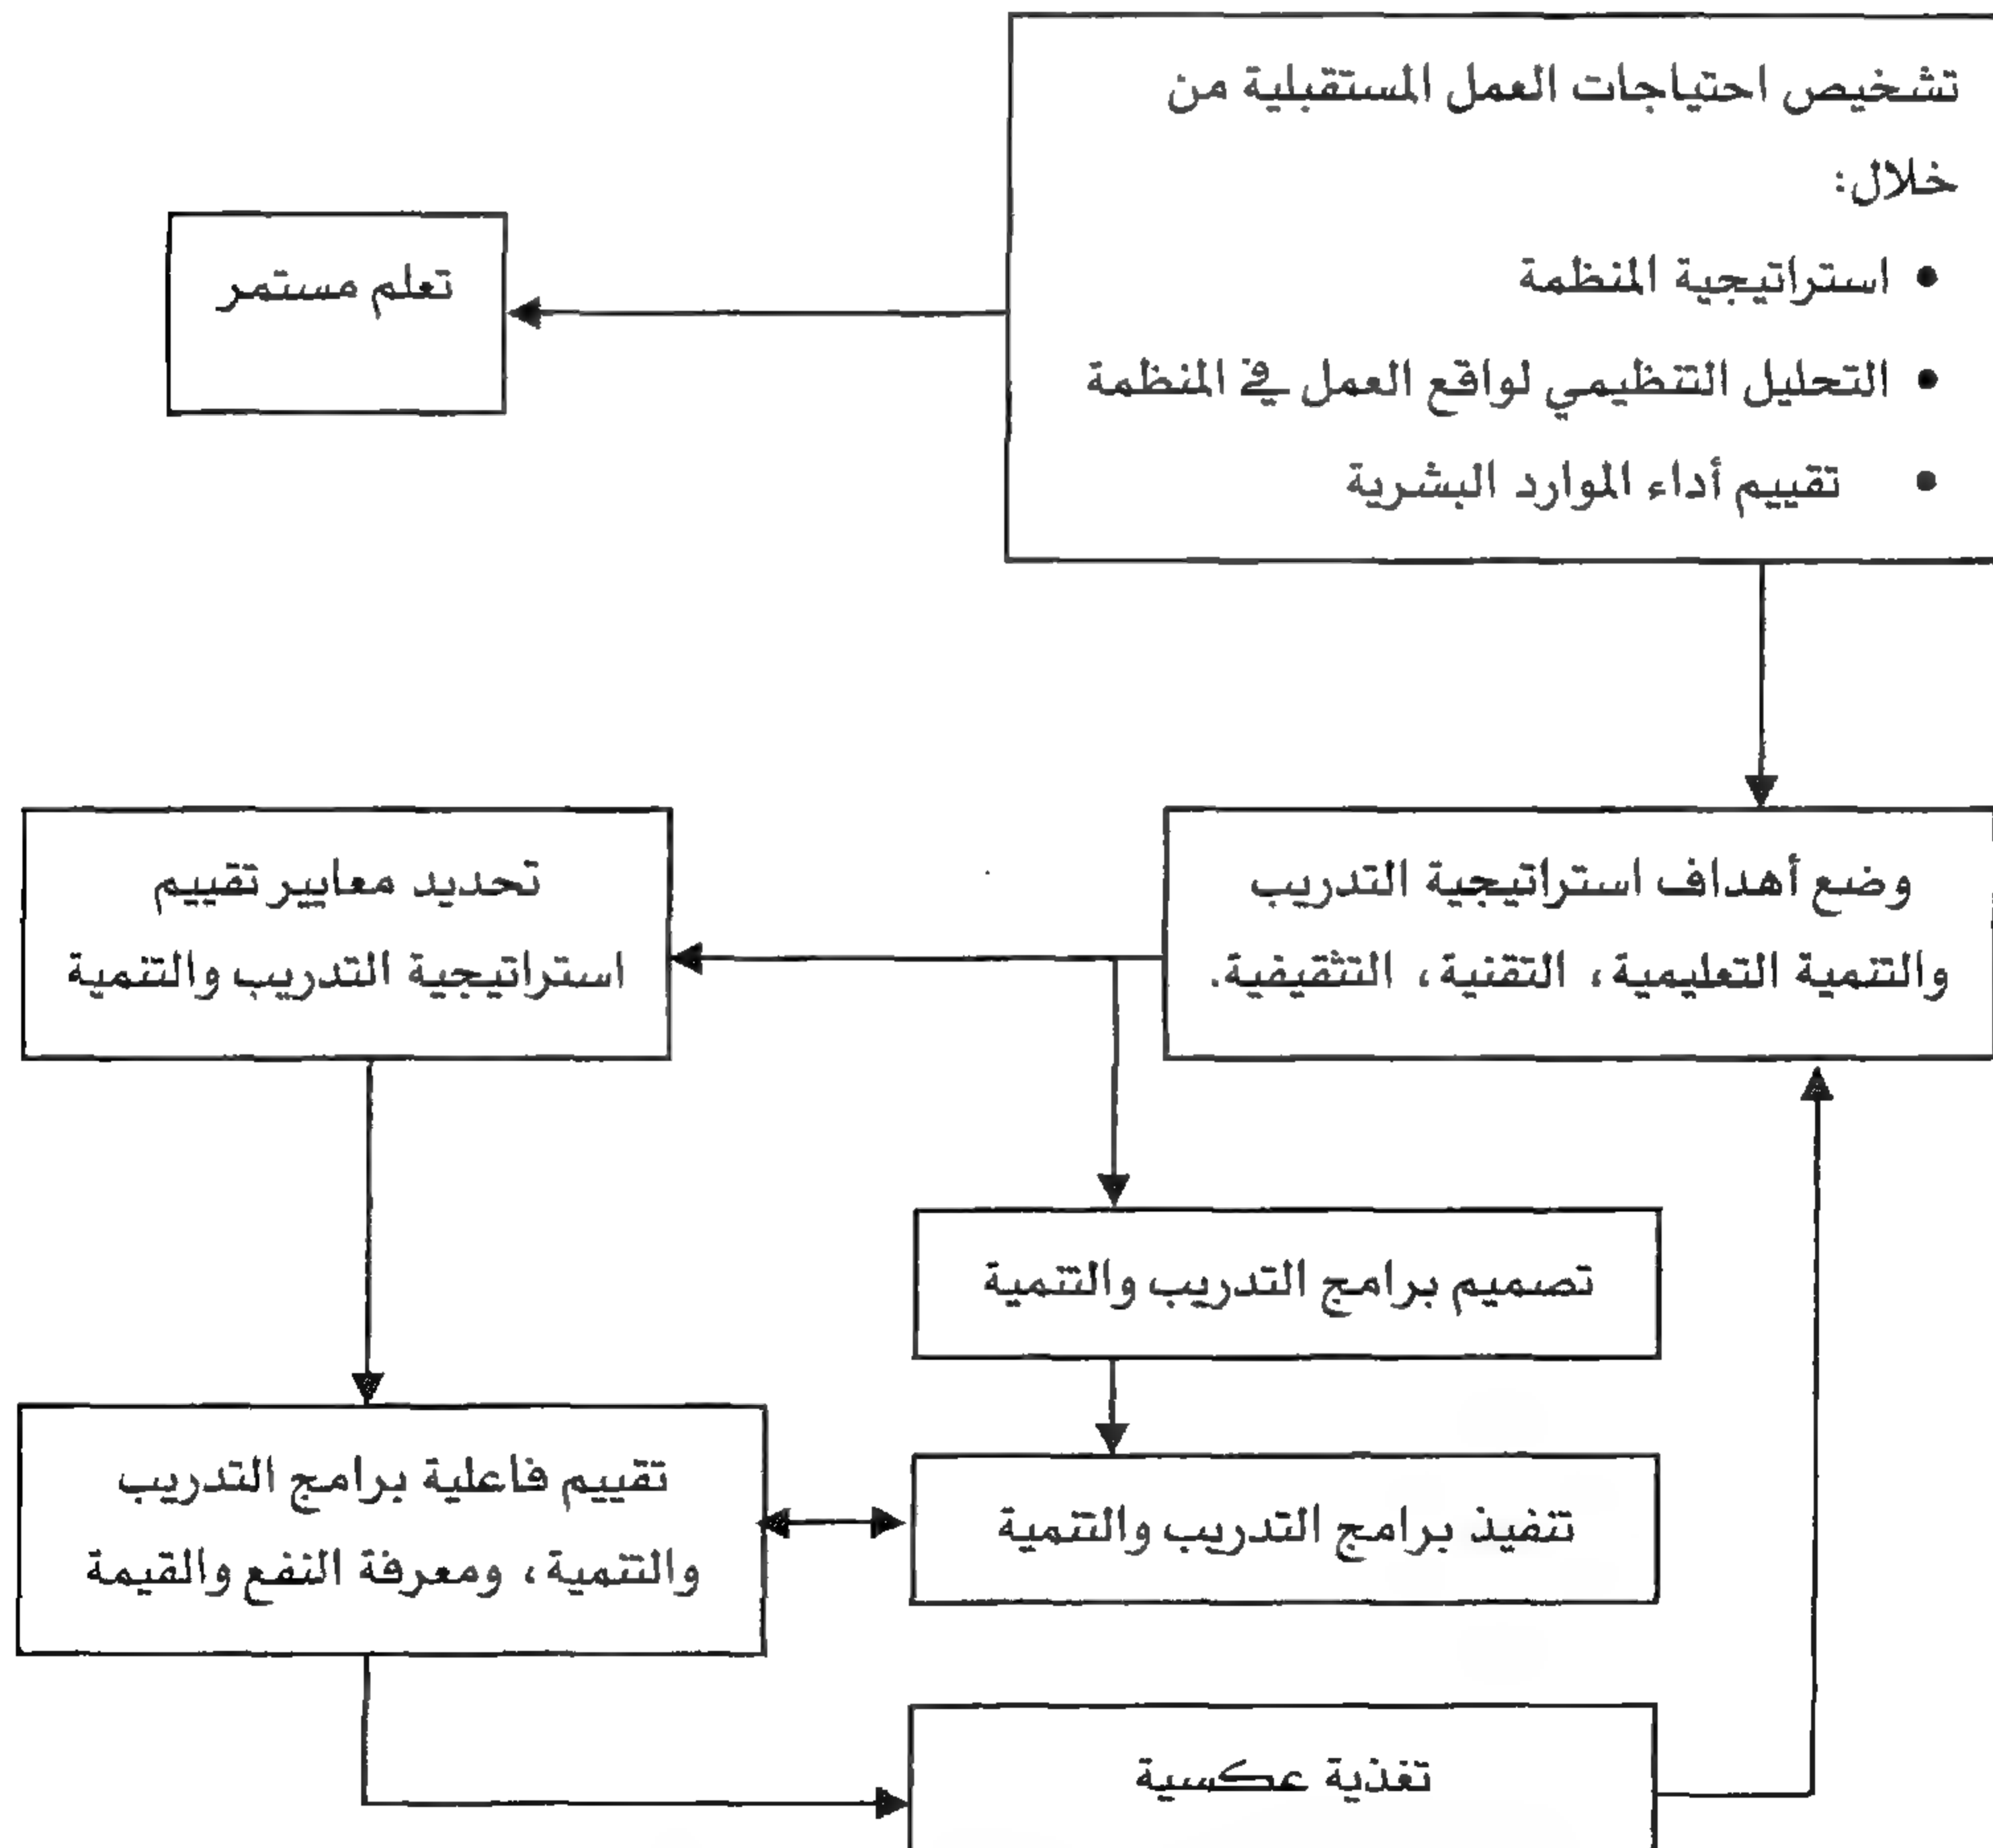 تشخيص احتياجات العمل المستقبلية من
خلال:
• استراتيجية المنظمة
• التحليل التنظيمي لواقع العمل في المنظمة
• تقييم أداء الموارد البشرية
تعلم مستمر
وضع أهداف استراتيجية التدريب
والتنمية التعليمية، التقنية، التثقيفية.
تحديد معايير تقييم
استراتيجية التدريب والتنمية
تصميم برامج التدريب والتنمية
تنفيذ برامج التدريب والتنمية
تقييم فاعلية برامج التدريب
والتنمية، ومعرفة النفع والقيمة
تغذية عكسية